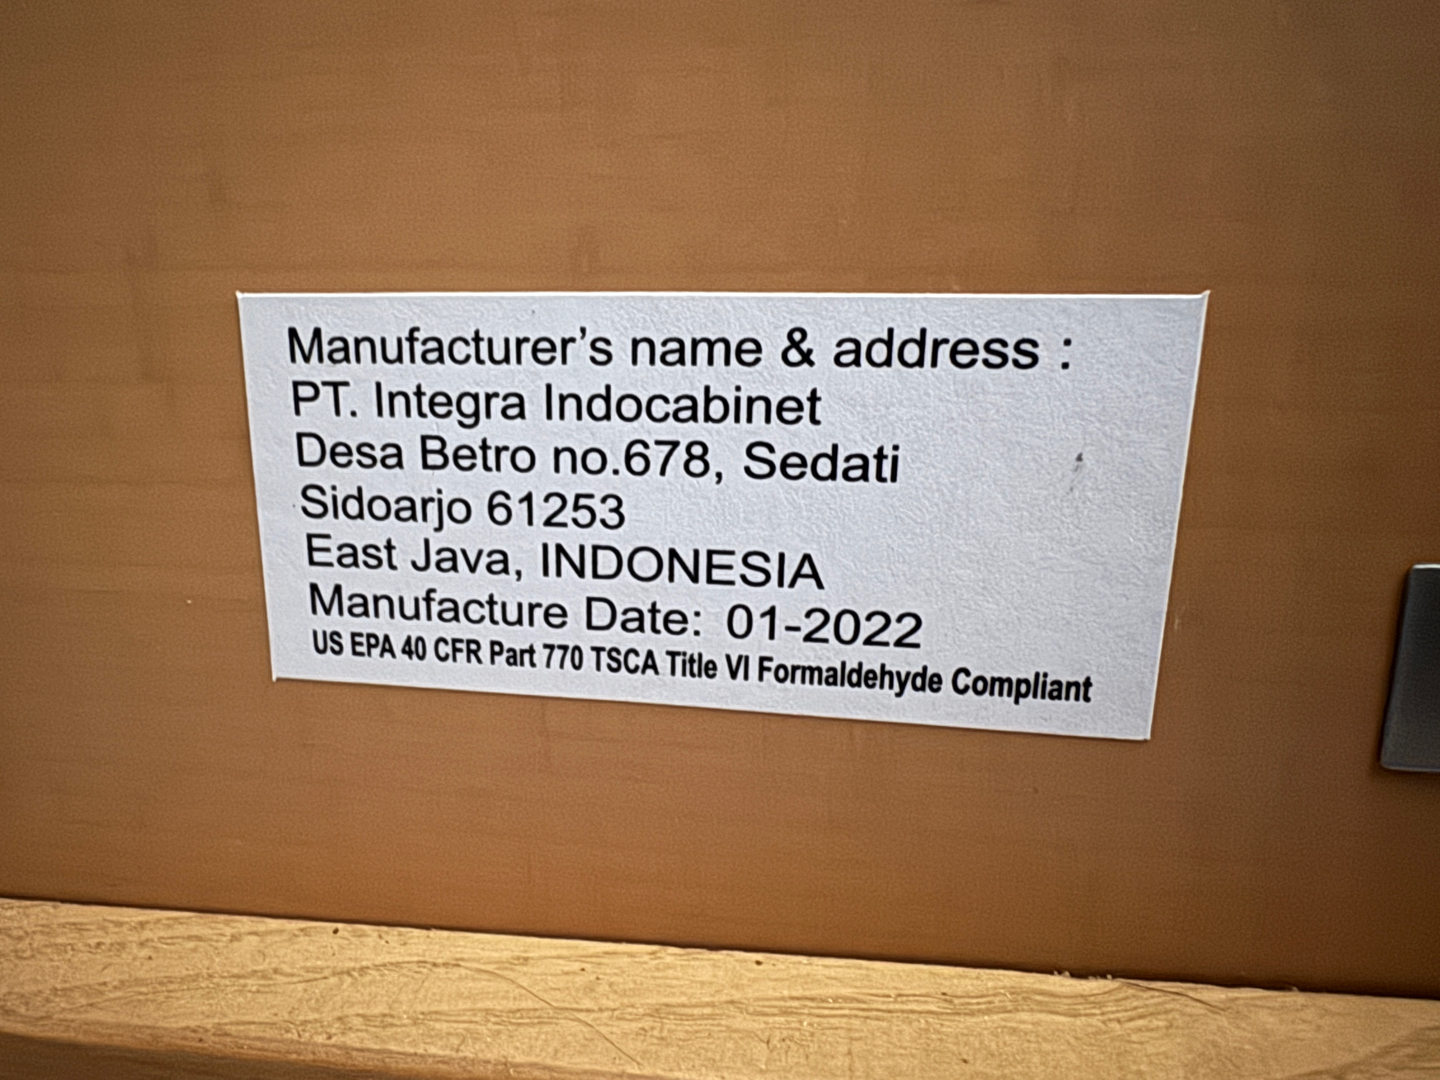 Manufacturer's name & address :
PT. Integra Indocabinet
Desa Betro no.678, Sedati
Sidoarjo 61253
East Java, INDONESIA
Manufacture Date: 01-2022
US EPA 40 CFR Part 770 TSCA Title VI Formaldehyde Compliant